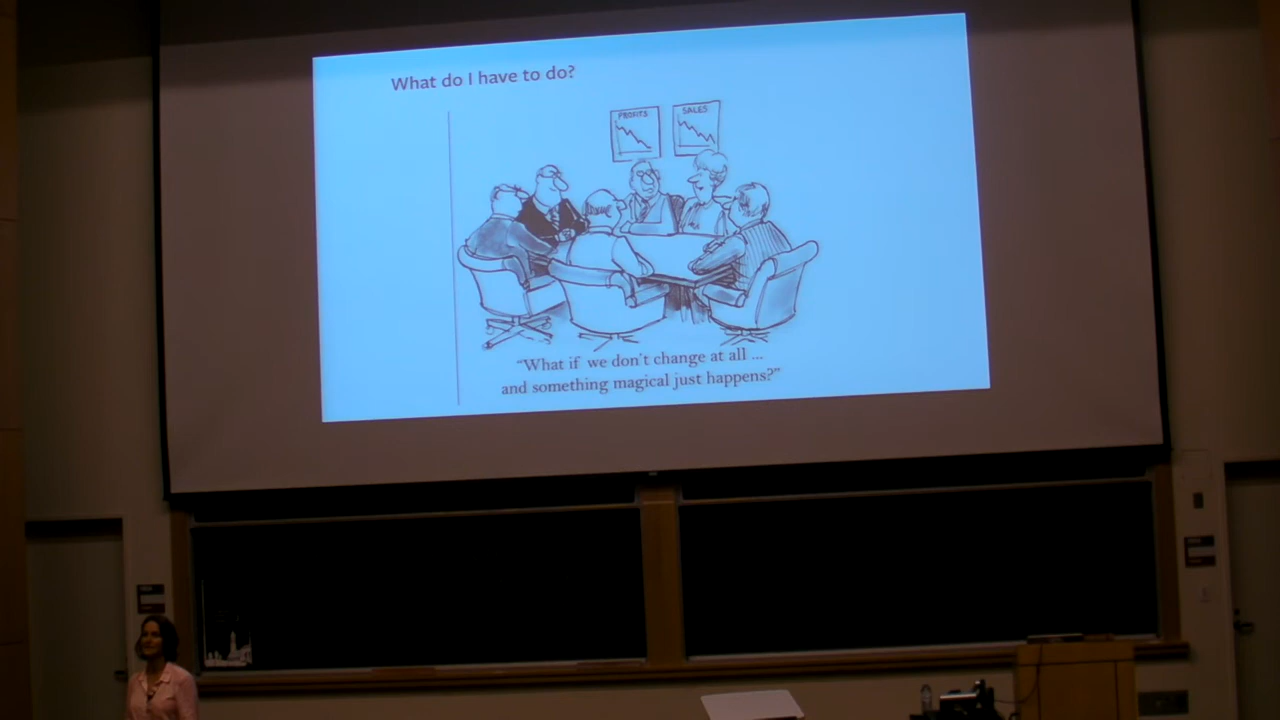 What do I have to do?
PROFITS
SALES
"What if we don't change at all ...
and something magical just happens?"